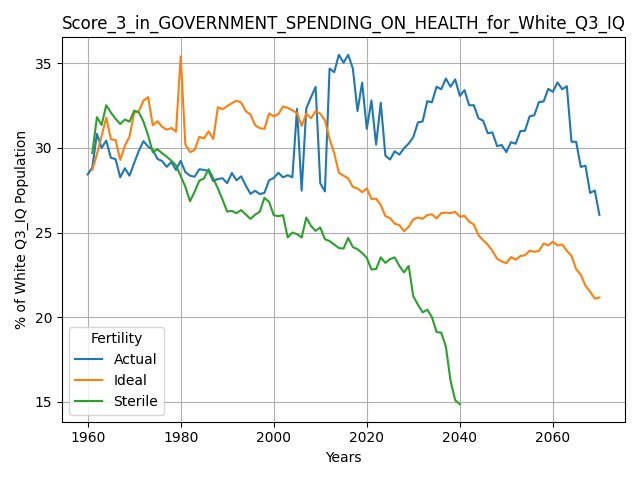 Score_3_in_GOVERNMENT_SPENDING_ON_HEALTH_for_White_Q3_IQ
% of White Q3_IQ Population
35
30
25
20
15
Fertility
Actual
Ideal
Sterile
1960 1980 2000 2020 2040 2060
Years